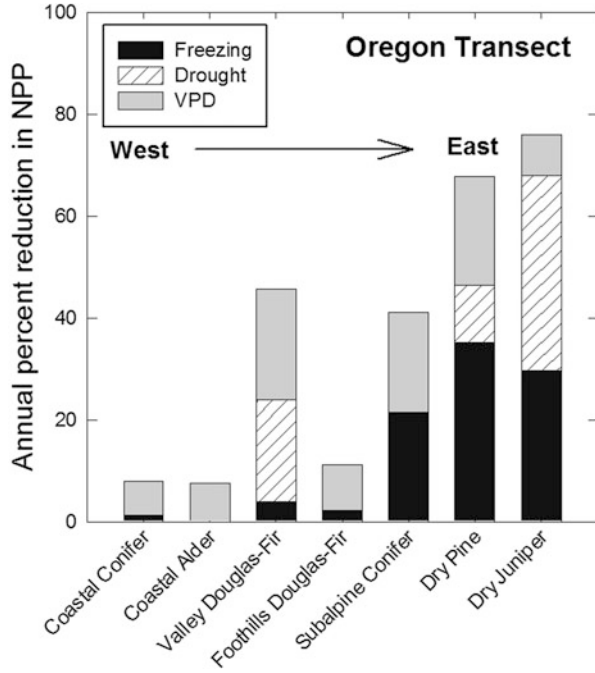 Annual percent reduction in NPP
100
80
60
40
20
0
Freezing
Drought
VPD
Oregon Transect
West
East
Coastal Conifer
Coastal Alder
Valley Douglas-Fir
Foothills Douglas-Fir
Subalpine Conifer
Dry Pine
Dry Juniper